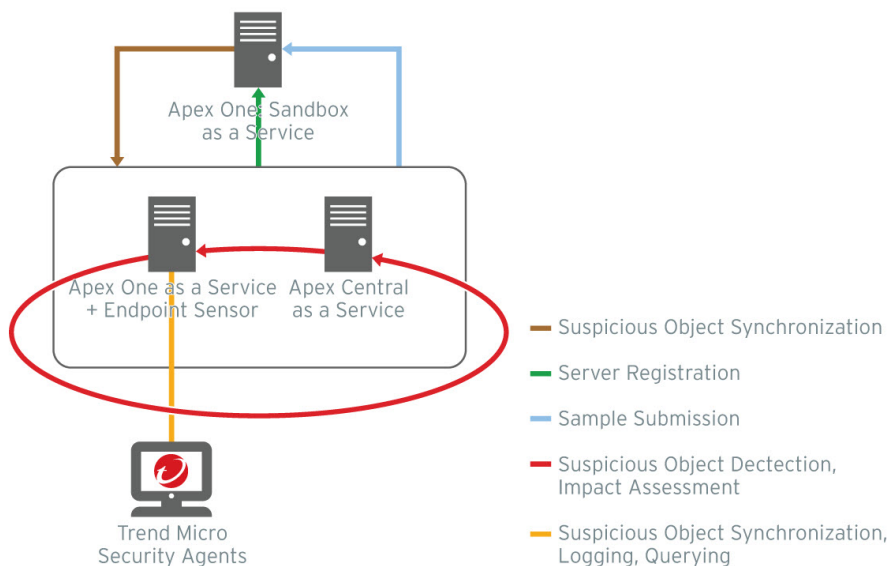 Apex One: Sandbox
as a Service
Apex One as a Service
+ Endpoint Sensor
Apex Central
as a Service
Trend Micro
Security Agents
Suspicious Object Synchronization
Server Registration
Sample Submission
Suspicious Object Dectection,
Impact Assessment
Suspicious Object Synchronization,
Logging, Querying